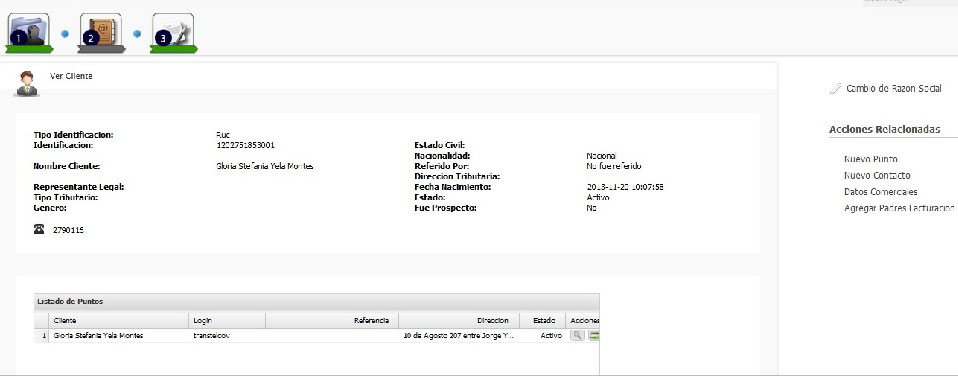 1
2
3
Ver Cliente
Cambio de Razon Social
Acciones Relacionadas
Nuevo Punto
Nuevo Contacto
Datos Comerciales
Agregar Padres Facturacion
Tipo Identificacion: Ruc
Identificacion: 1202751853001 Estado Civil:
Nacionalidad: Nacional
Nombre Cliente: Gloria Stefania Yela Montes Referido Por: No fue referido
Direccion Tributaria:
Representante Legal: Fecha Nacimiento: 2013-11-20 10:07:58
Tipo Tributario: Estado: Activo
Genero: Fue Prospecto: No
2790115
Listado de Puntos
Cliente Login Referencia Direccion Estado Acciones
1 Gloria Stefania Yela Montes transtelcov 10 de Agosto 207 entre Jorge Y... Activo